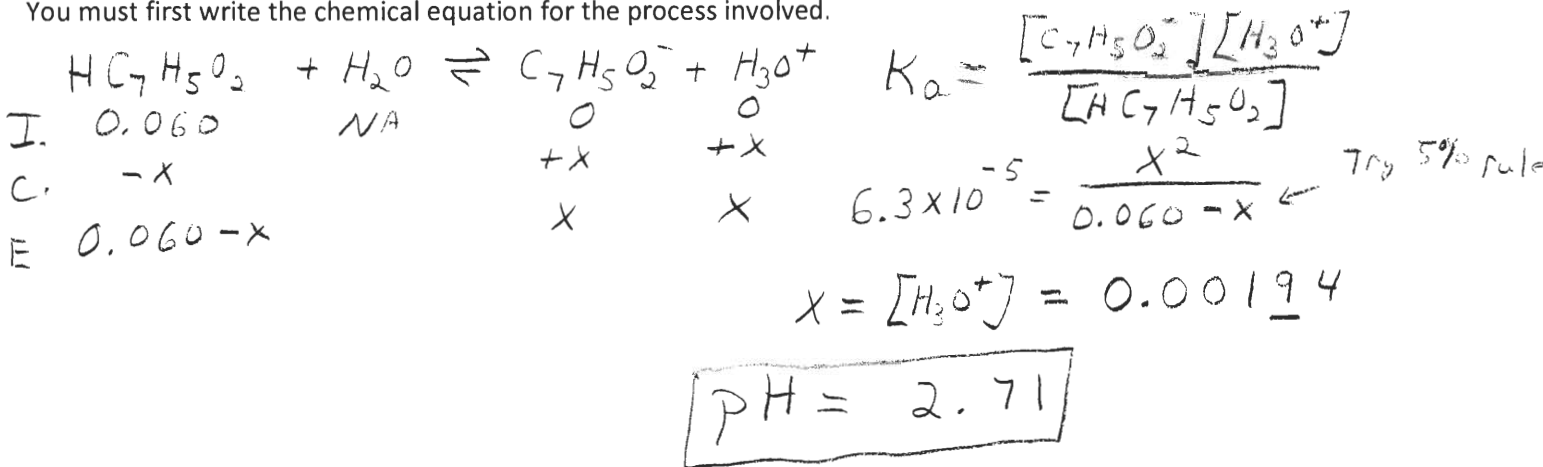 You must first write the chemical equation for the process involved.
HC₇H₅O₂ + H₂O ⇌ C₇H₅O₂⁻ + H₃O⁺
Ka = [C₇H₅O₂⁻][H₃O⁺] / [HC₇H₅O₂]
I. 0.060 NA 0 0
C. -x +x +x
E 0.060-x x x
6.3x10⁻⁵ = x² / 0.060-x ← Try 5% rule
x = [H₃O⁺] = 0.00194
pH = 2.71